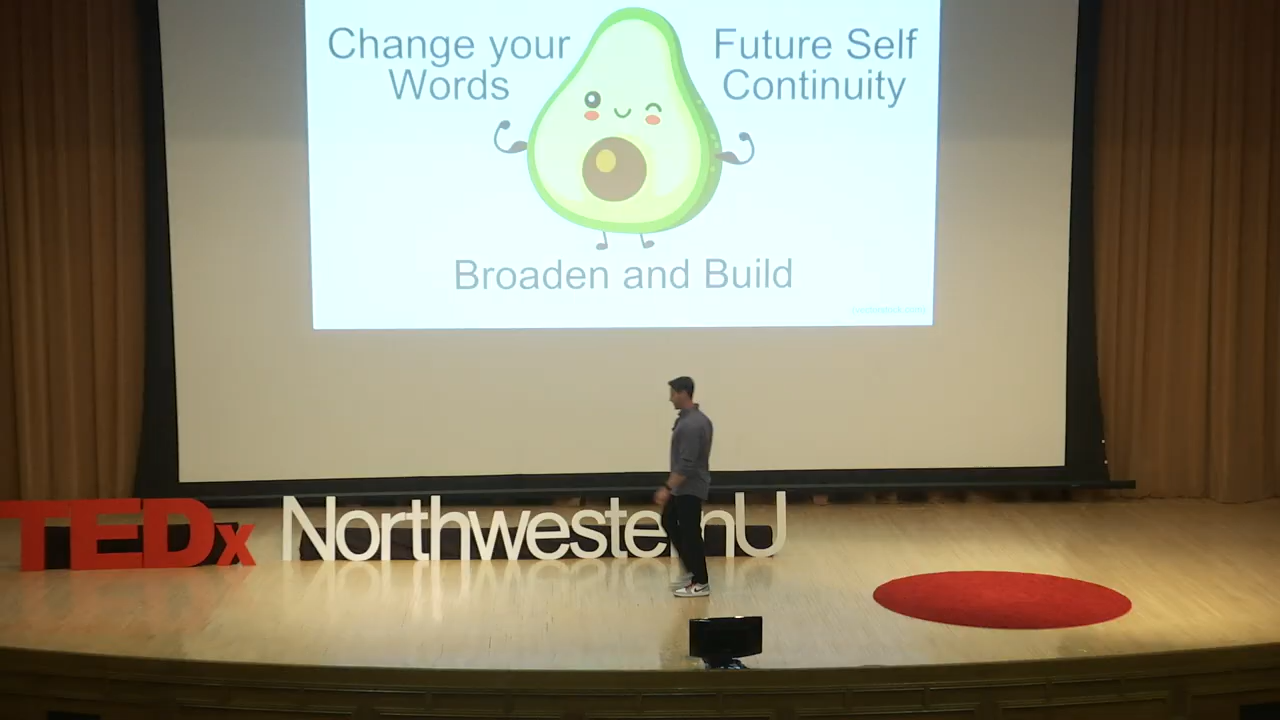 Change your
Words
Future Self
Continuity
Broaden and Build
TEDx NorthwesternU